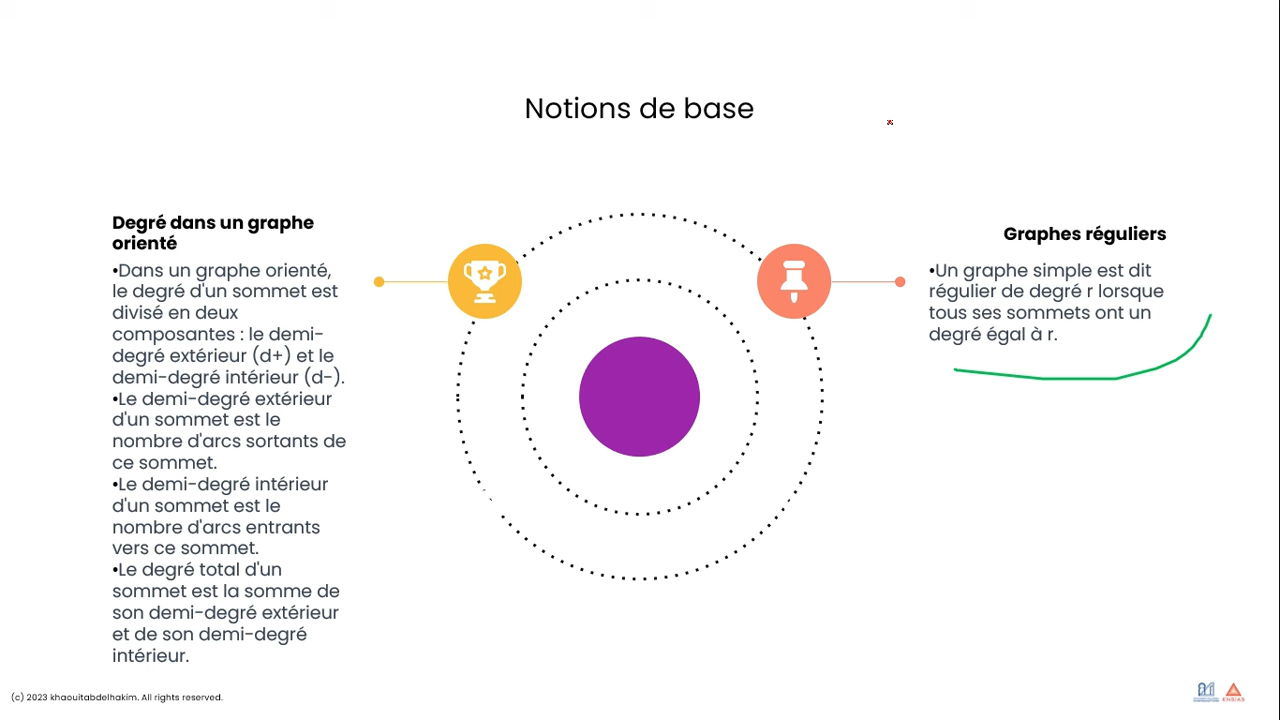 Notions de base
Degré dans un graphe
orienté
•Dans un graphe orienté,
le degré d'un sommet est
divisé en deux
composantes : le demi-
degré extérieur (d+) et le
demi-degré intérieur (d-).
•Le demi-degré extérieur
d'un sommet est le
nombre d'arcs sortants de
ce sommet.
•Le demi-degré intérieur
d'un sommet est le
nombre d'arcs entrants
vers ce sommet.
•Le degré total d'un
sommet est la somme de
son demi-degré extérieur
et de son demi-degré
intérieur.
Graphes réguliers
•Un graphe simple est dit
régulier de degré r lorsque
tous ses sommets ont un
degré égal à r.
(c) 2023 khaouitabdelhakim. All rights reserved.
ENSIAS